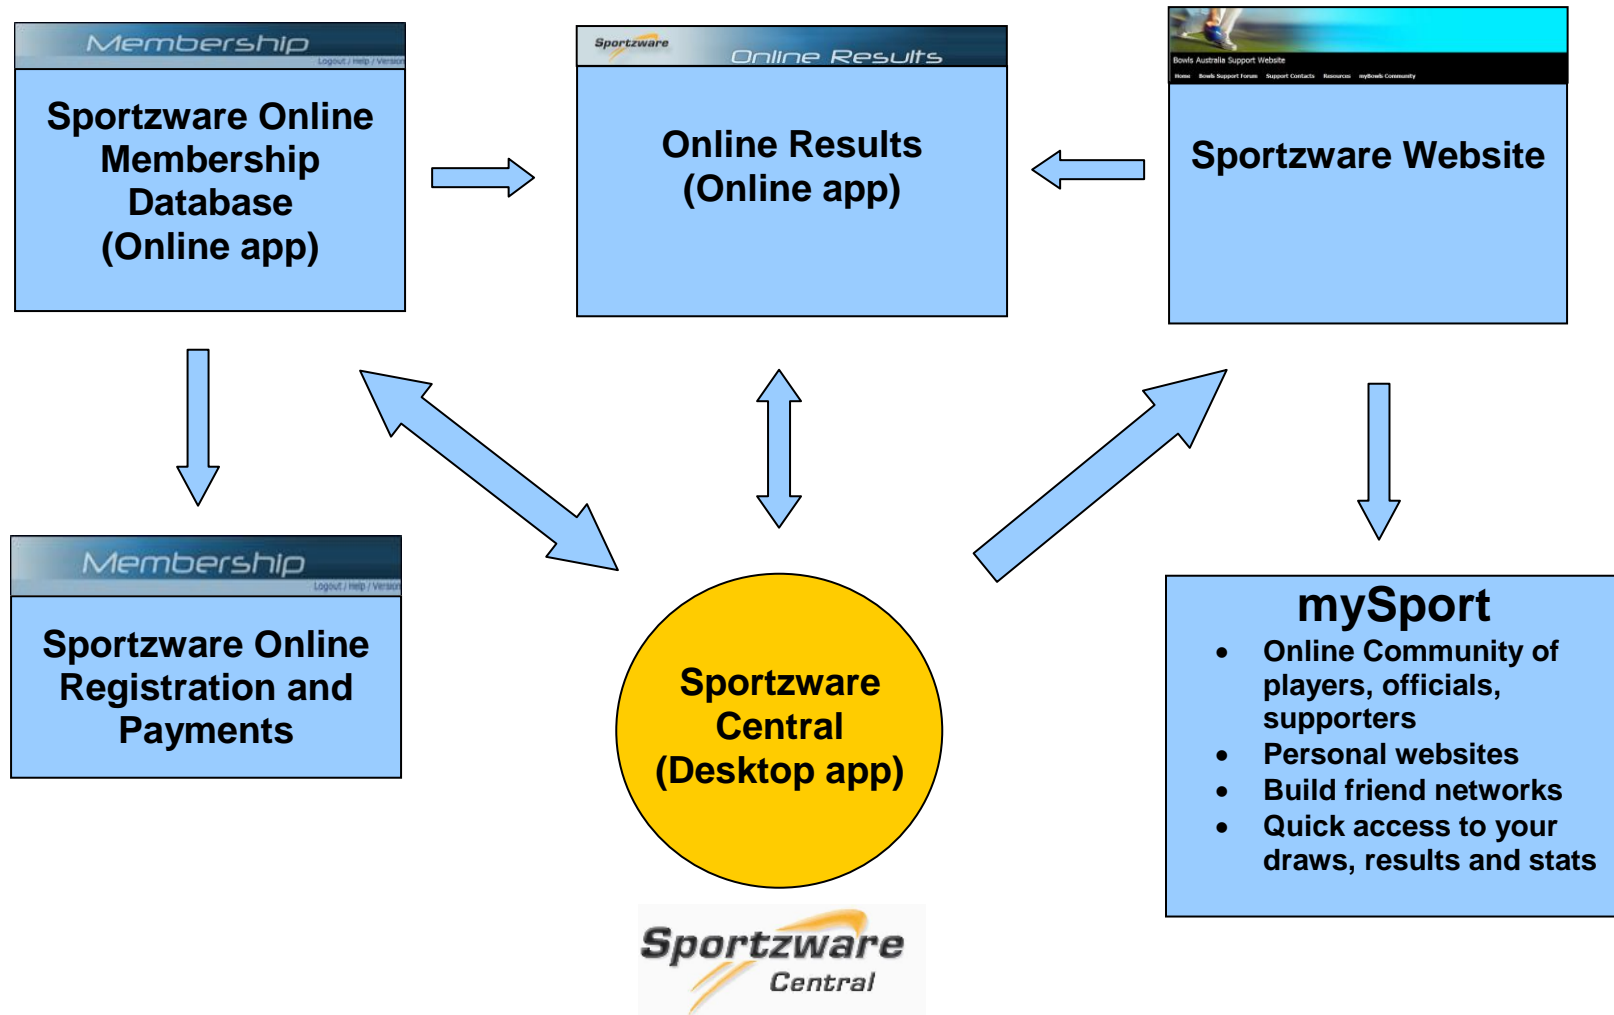 Membership
Logout / Help / Version
Sportzware Online
Membership
Database
(Online app)
Sportzware
Online Results
Online Results
(Online app)
Bowls Australia Support Website
Home Bowls Support Forum Support Contacts Resources myBowls Community
Sportzware Website
Membership
Logout / Help / Version
Sportzware Online
Registration and
Payments
Sportzware
Central
(Desktop app)
Sportzware
Central
mySport
• Online Community of
players, officials,
supporters
• Personal websites
• Build friend networks
• Quick access to your
draws, results and stats